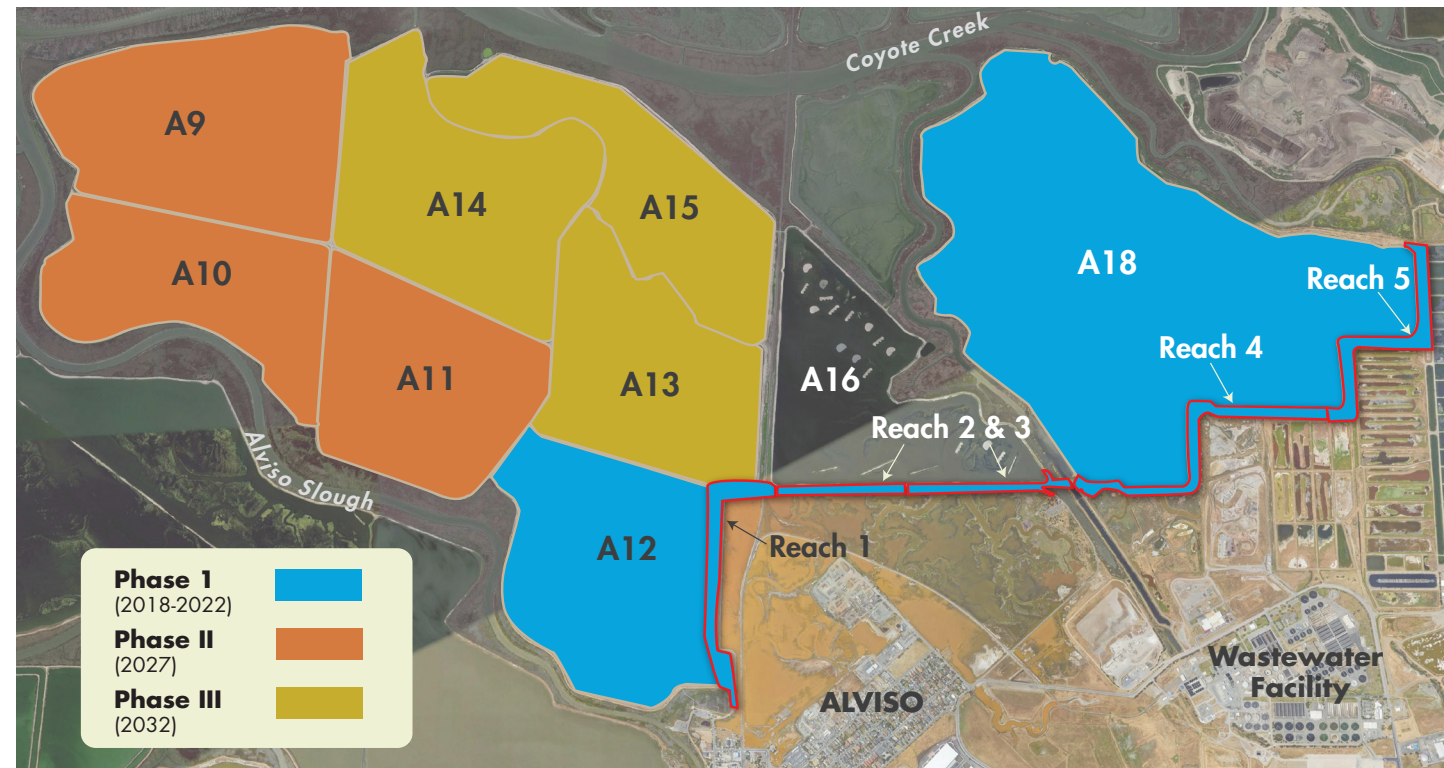 Coyote Creek
A9
A14
A15
A10
A18
Reach 5
Reach 4
A11
A13
A16
Reach 2 & 3
Alviso Slough
A12
Reach 1
Phase 1
(2018-2022)
Phase II
(2027)
Phase III
(2032)
ALVISO
Wastewater
Facility